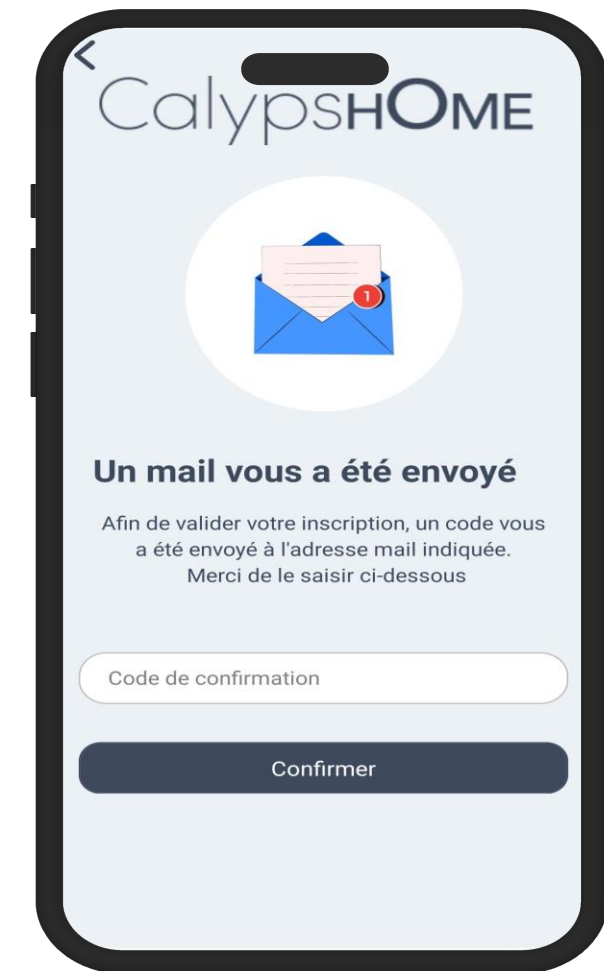 CalypsHOME
1
Un mail vous a été envoyé
Afin de valider votre inscription, un code vous
a été envoyé à l'adresse mail indiquée.
Merci de le saisir ci-dessous
Code de confirmation
Confirmer